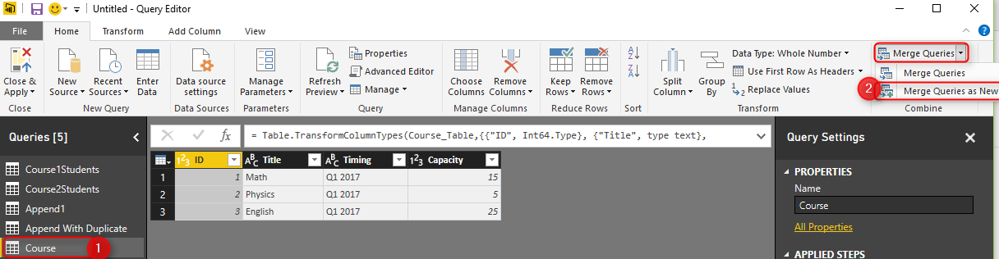 Untitled - Query Editor
File Home Transform Add Column View
Close & Apply
New Source
Recent Sources
Enter Data
Data source settings
Manage Parameters
Refresh Preview
Properties
Advanced Editor
Manage
Choose Columns
Remove Columns
Keep Rows
Remove Rows
Split Column
Group By
Data Type: Whole Number
Use First Row As Headers
Replace Values
Merge Queries
Merge Queries
2 Merge Queries as New
Close New Query Data Sources Parameters Query Manage Columns Reduce Rows Sort Transform Combine
Queries [5]
Course1Students
Course2Students
Append1
Append With Duplicate
Course 1
= Table.TransformColumnTypes(Course_Table,{{"ID", Int64.Type}, {"Title", type text},
ID Title Timing Capacity
1 1 Math Q1 2017 15
2 2 Physics Q1 2017 5
3 3 English Q1 2017 25
Query Settings
PROPERTIES
Name
Course
All Properties
APPLIED STEPS